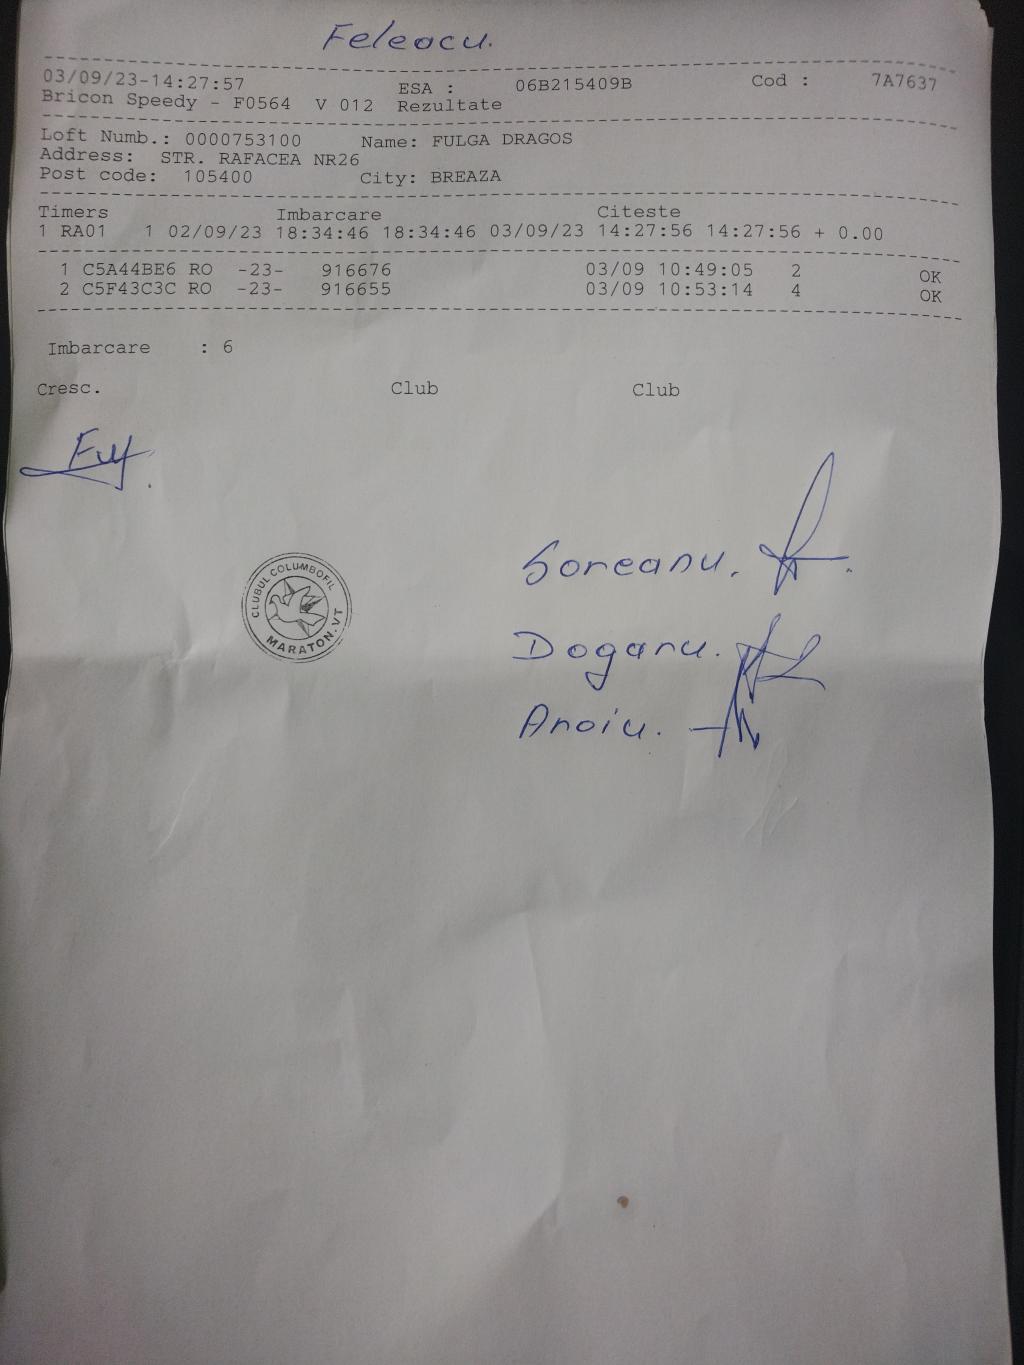 Feleacu.
03/09/23-14:27:57 ESA : 06B215409B Cod : 7A7637
Bricon Speedy - F0564 V 012 Rezultate
Loft Numb.: 0000753100 Name: FULGA DRAGOS
Address: STR. RAFACEA NR26
Post code: 105400 City: BREAZA
Timers Imbarcare Citeste
1 RA01 1 02/09/23 18:34:46 18:34:46 03/09/23 14:27:56 14:27:56 + 0.00
1 C5A44BE6 RO -23- 916676 03/09 10:49:05 2 OK
2 C5F43C3C RO -23- 916655 03/09 10:53:14 4 OK
Imbarcare : 6
Cresc. Club Club
Soreanu.
CLUBUL COLUMBOFIL
MARATON.VT
Dogaru.
Anoiu.